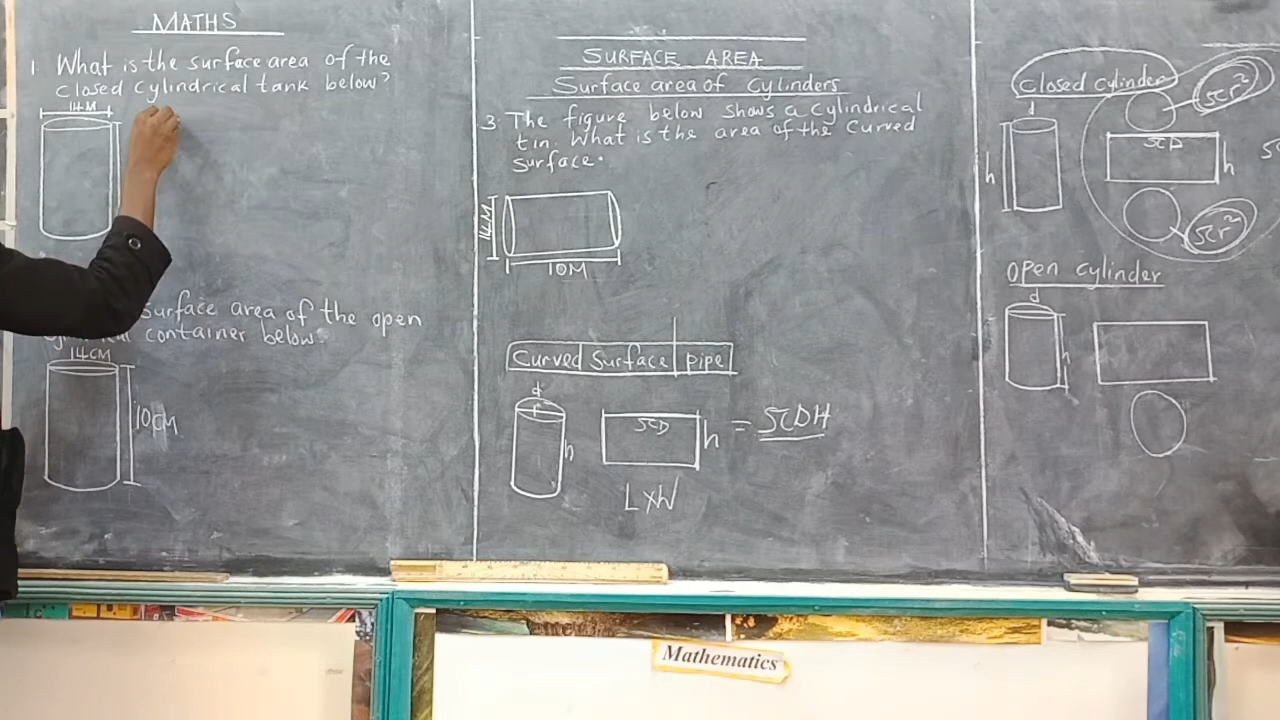 MATHS
1. What is the surface area of the
closed cylindrical tank below?
14M
surface area of the open
container below.
14CM
10CM
SURFACE AREA
Surface area of cylinders
3. The figure below shows a cylindrical
tin. What is the area of the curved
surface.
14M
10M
Curved Surface pipe
d
r
h
πD
h
= πDH
L×W
Closed cylinder
d
h
πr²
πD
h
πr²
Open cylinder
d
h
Mathematics